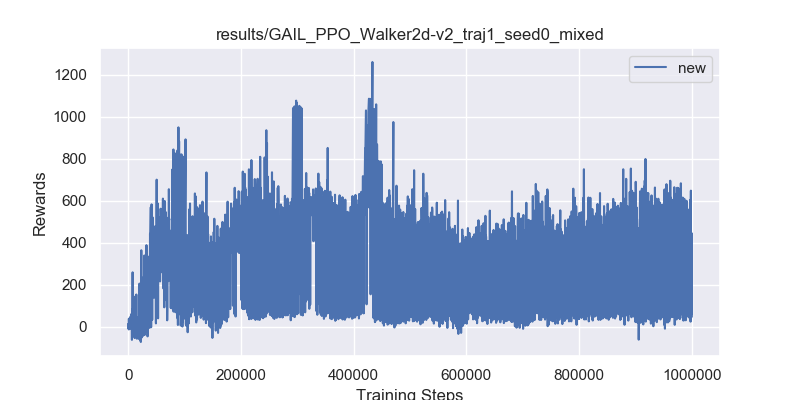 results/GAIL_PPO_Walker2d-v2_traj1_seed0_mixed
new
1200
1000
800
600
400
200
0
Rewards
0 200000 400000 600000 800000 1000000
Training Steps